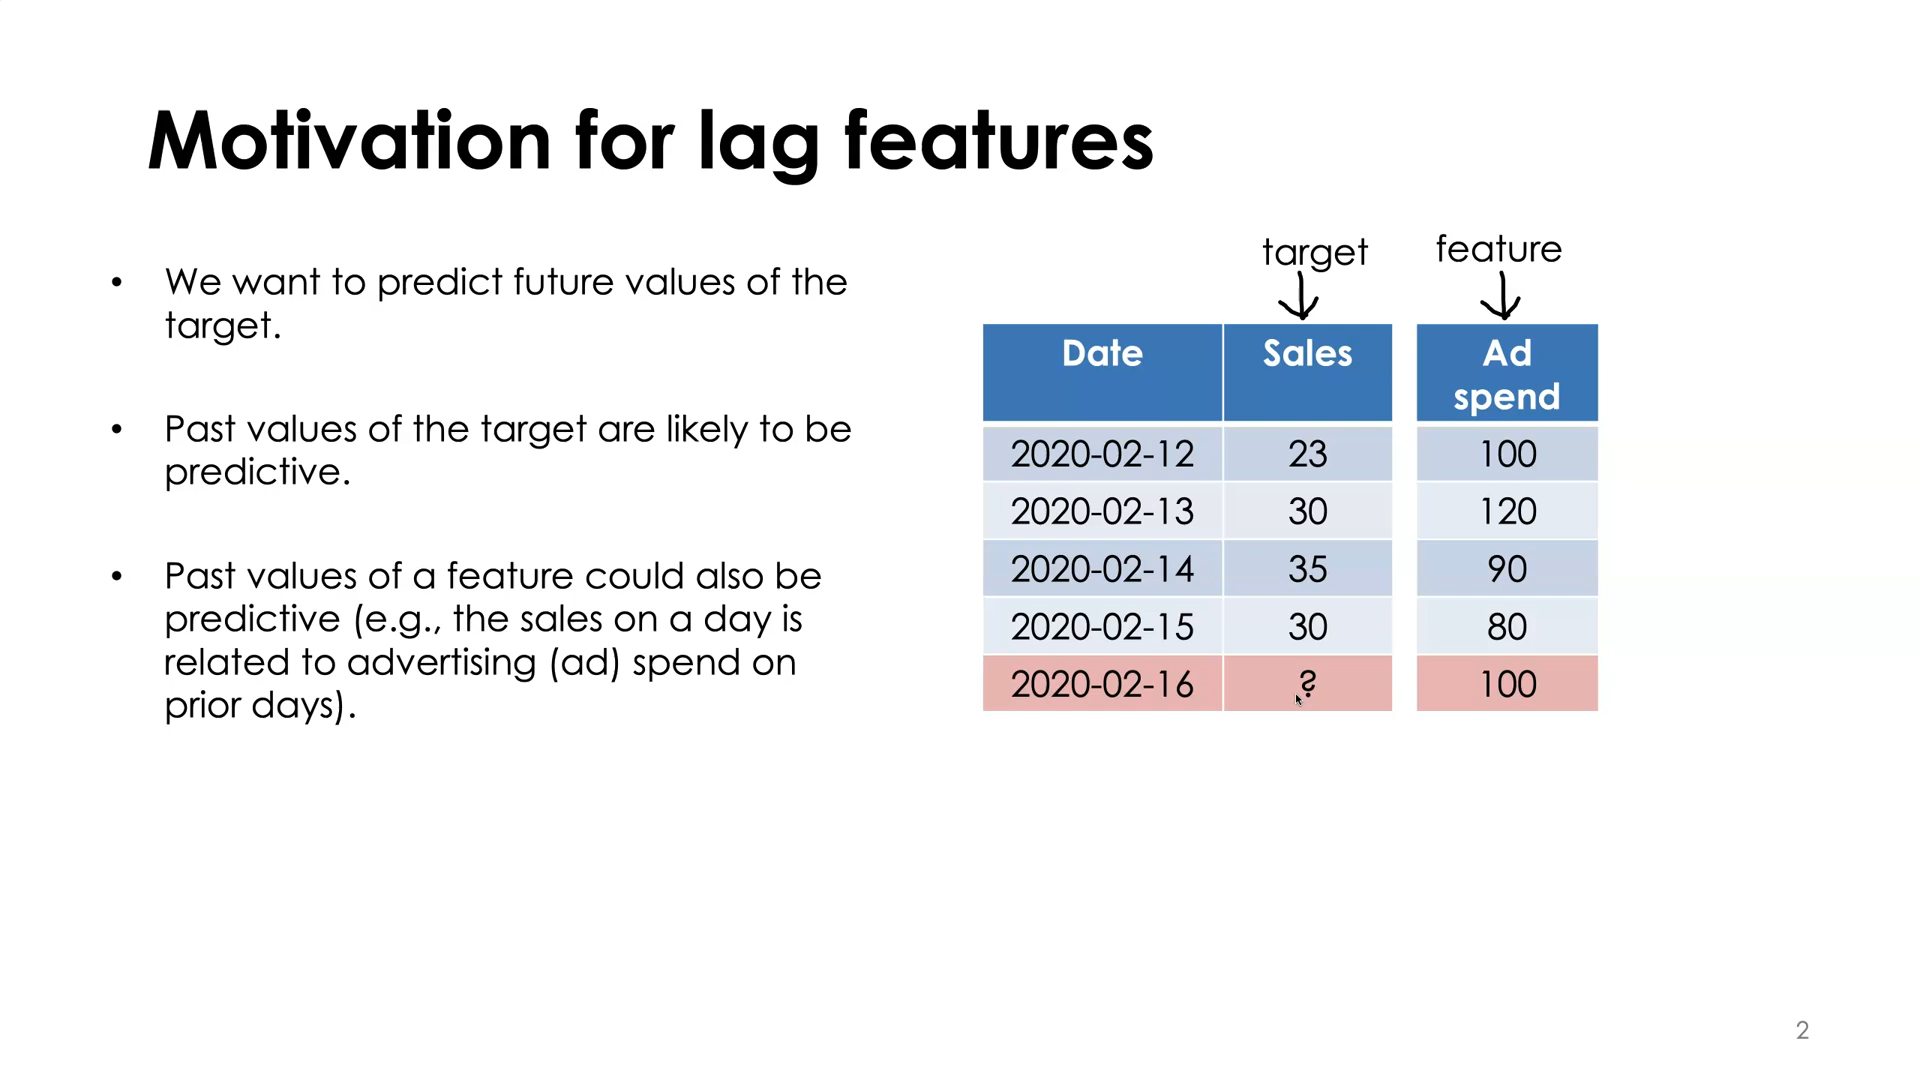 Motivation for lag features
• We want to predict future values of the
target.
• Past values of the target are likely to be
predictive.
• Past values of a feature could also be
predictive (e.g., the sales on a day is
related to advertising (ad) spend on
prior days).
target feature
Date Sales Ad
spend
2020-02-12 23 100
2020-02-13 30 120
2020-02-14 35 90
2020-02-15 30 80
2020-02-16 ? 100
2